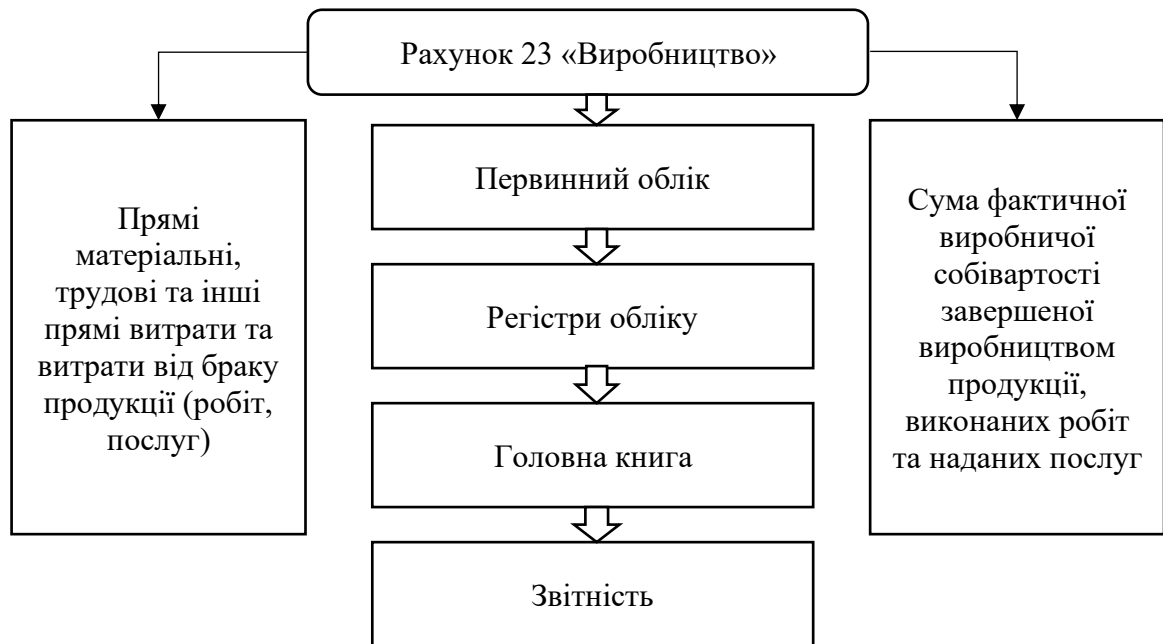 Рахунок 23 «Виробництво»
Прямі
матеріальні,
трудові та інші
прямі витрати та
витрати від браку
продукції (робіт,
послуг)
Первинний облік
Регістри обліку
Головна книга
Звітність
Сума фактичної
виробничої
собівартості
завершеної
виробництвом
продукції,
виконаних робіт
та наданих послуг